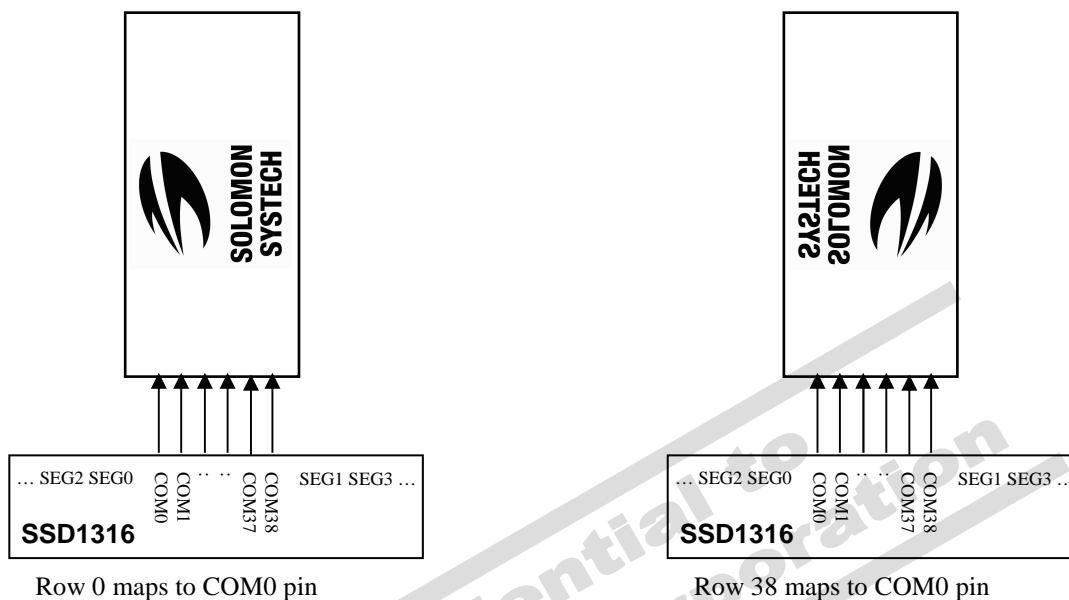 SOLOMON
SYSTECH
… SEG2 SEG0 COM0 COM1 .. .. COM37 COM38 SEG1 SEG3 …
SSD1316
Row 0 maps to COM0 pin
SOLOMON
SYSTECH
… SEG2 SEG0 COM0 COM1 .. .. COM37 COM38 SEG1 SEG3 …
SSD1316
Row 38 maps to COM0 pin